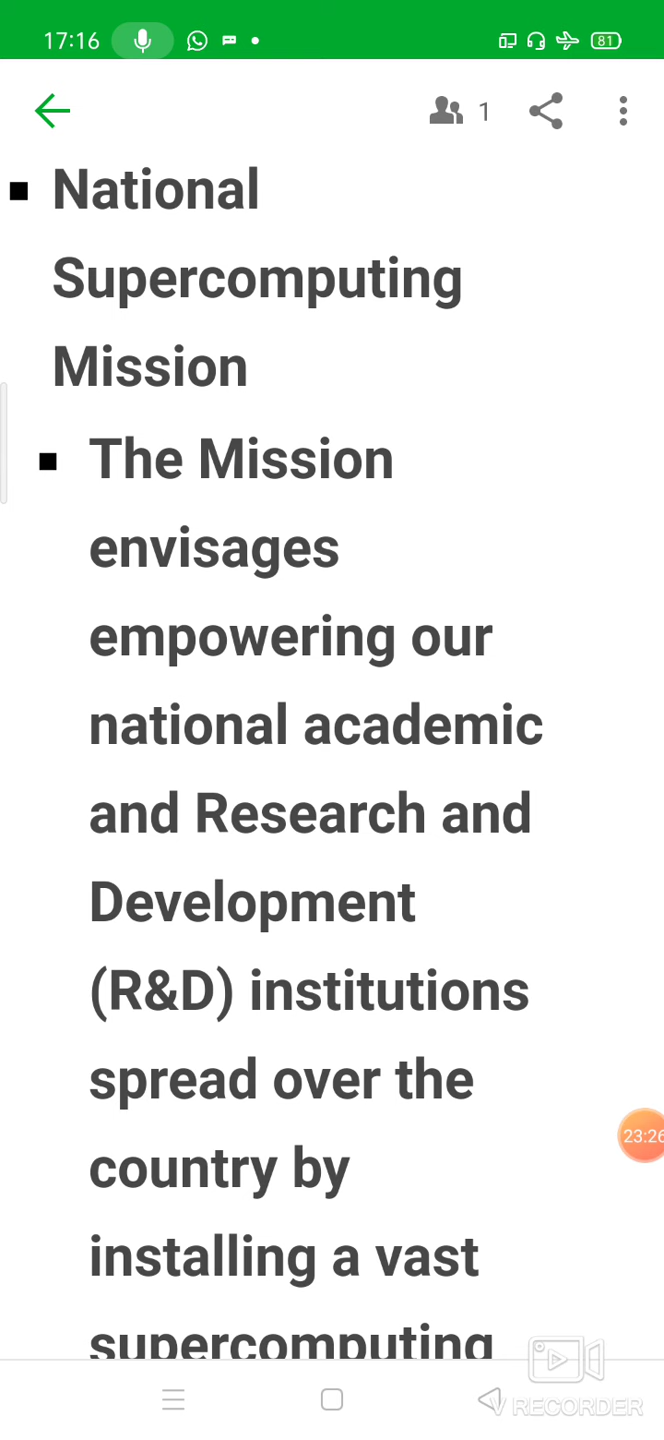 17:16
81
1
National
Supercomputing
Mission
The Mission
envisages
empowering our
national academic
and Research and
Development
(R&D) institutions
spread over the
country by
installing a vast
supercomputing
23:26
V RECORDER